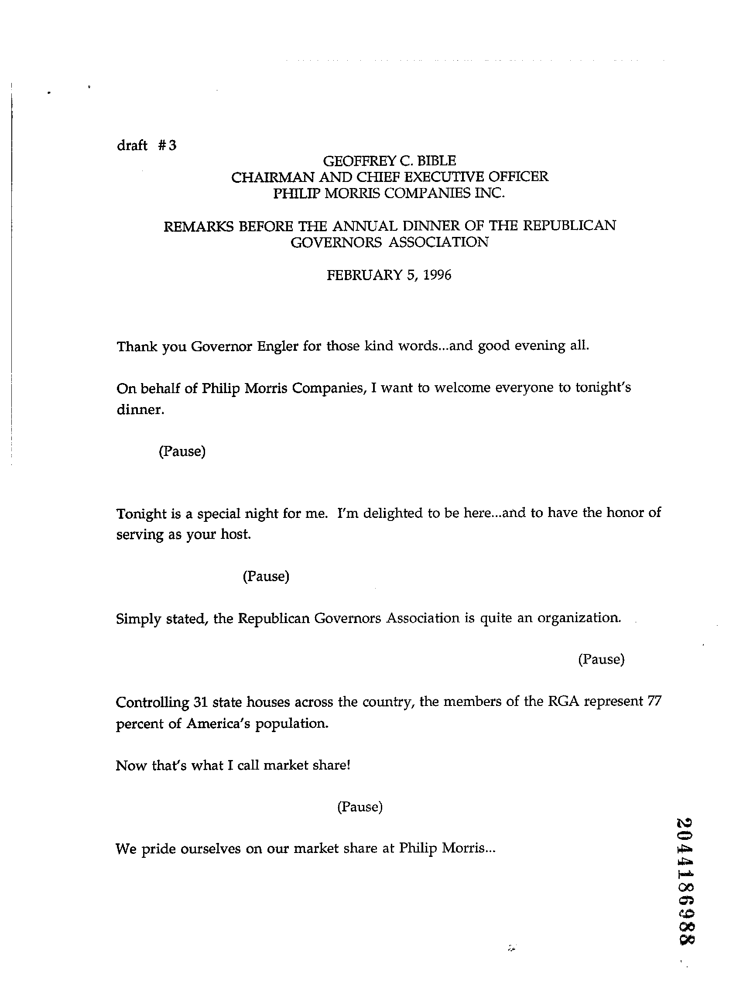 draft #3
GEOFFREY C. BIBLE
CHAIRMAN AND CHIEF EXECUTIVE OFFICER
PHILIP MORRIS COMPANIES INC.
REMARKS BEFORE THE ANNUAL DINNER OF THE REPUBLICAN
GOVERNORS ASSOCIATION
FEBRUARY 5, 1996
Thank you Governor Engler for those kind words...and good evening all.
On behalf of Philip Morris Companies, I want to welcome everyone to tonight's
dinner.
(Pause)
Tonight is a special night for me. I'm delighted to be here...and to have the honor of
serving as your host.
(Pause)
Simply stated, the Republican Governors Association is quite an organization.
(Pause)
Controlling 31 state houses across the country, the members of the RGA represent 77
percent of America's population.
Now that's what I call market share!
(Pause)
We pride ourselves on our market share at Philip Morris...
2044186988